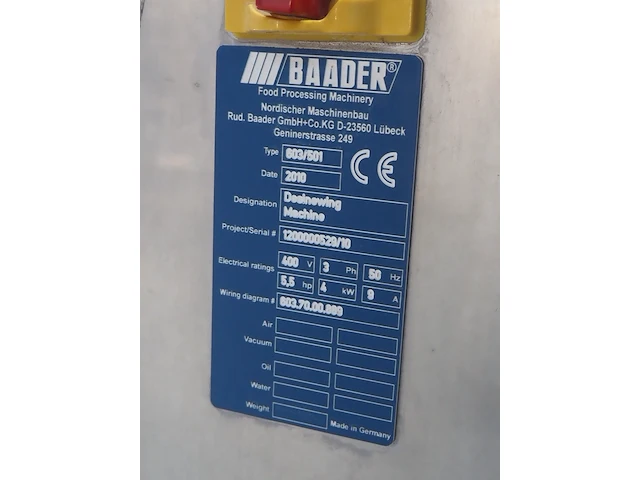 BAADER®
Food Processing Machinery
Nordischer Maschinenbau
Rud. Baader GmbH+Co.KG D-23560 Lübeck
Geninerstrasse 249
Type 603/501 CE
Date 2010
Designation Desinewing
Machine
Project/Serial # 1200000529/10
Electrical ratings 400 V 3 Ph 50 Hz
5,5 hp 4 kW 9 A
Wiring diagram # 603.70.00.899
Air
Vacuum
Oil
Water
Weight Made in Germany